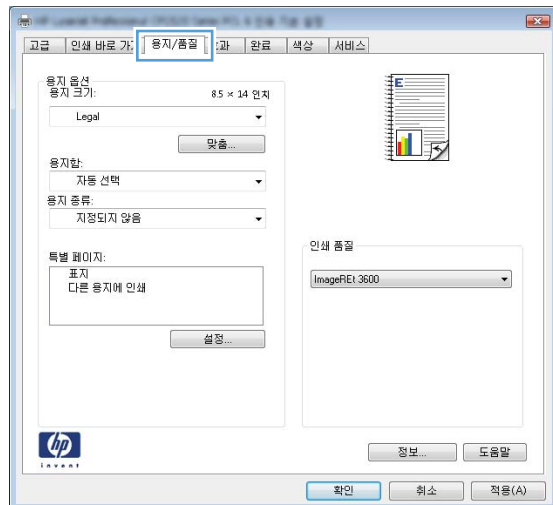 고급 인쇄 바로 가 용지/품질 과 완료 색상 서비스
용지 옵션
용지 크기: 8.5 × 14 인치
Legal
맞춤...
용지함:
자동 선택
용지 종류:
지정되지 않음
특별 페이지:
표지
다른 용지에 인쇄
설정...
E
인쇄 품질
ImageREt 3600
hp
invent
정보... 도움말
확인 취소 적용(A)